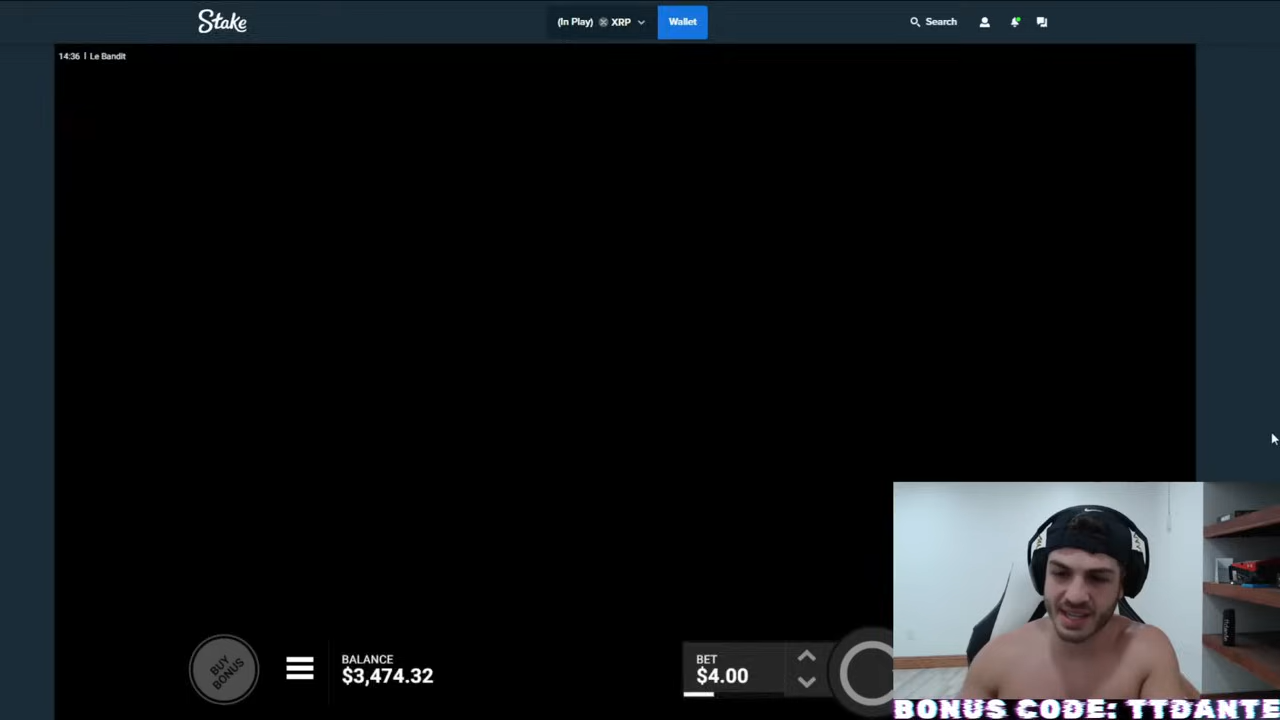 Stake
(In Play) XRP
Wallet
Search
14:36 | Le Bandit
BUY
BONUS
BALANCE
$3,474.32
BET
$4.00
BONUS CODE: TTDANTE